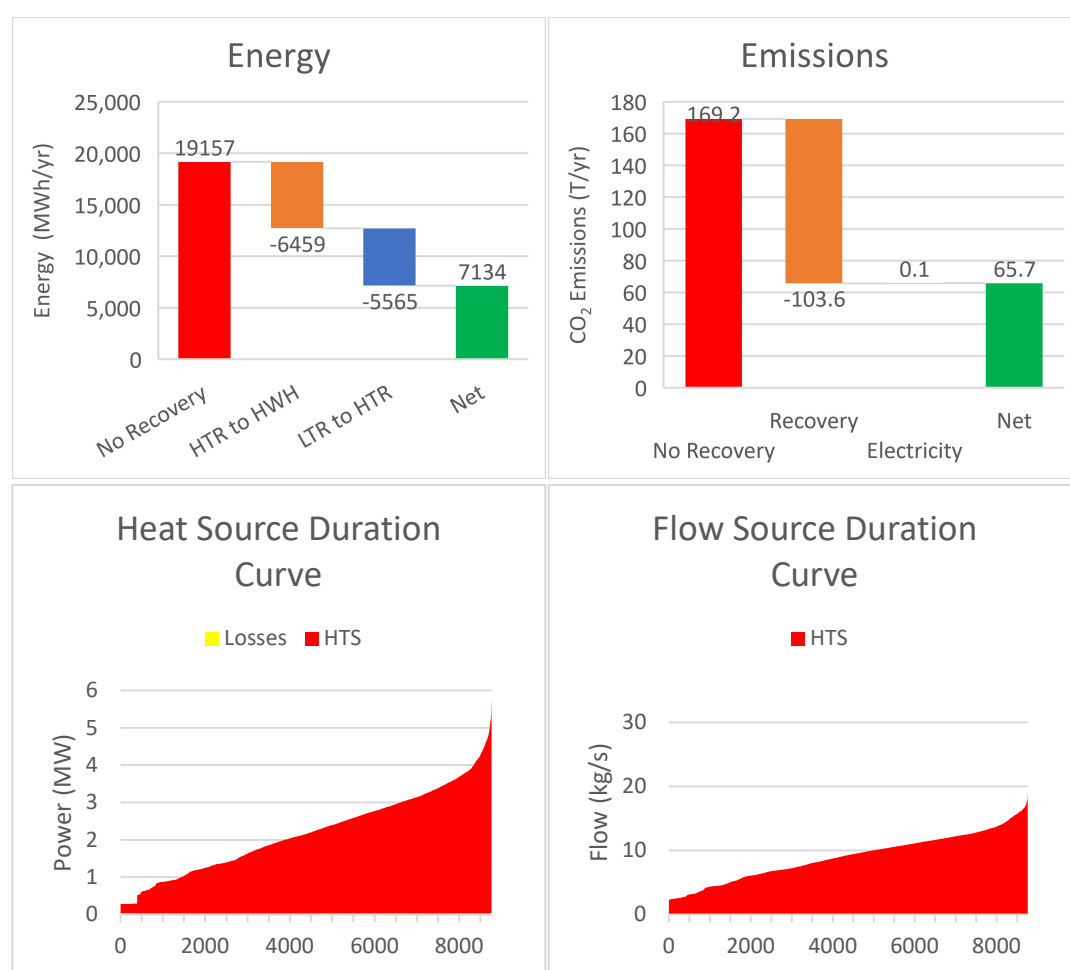 Energy
Energy (MWh/yr)
25,000
20,000
15,000
10,000
5,000
0
19157
-6459
-5565
7134
No Recovery
HTR to HWH
LTR to HTR
Net
Emissions
CO₂ Emissions (T/yr)
180
160
140
120
100
80
60
40
20
0
169.2
-103.6
0.1
65.7
Recovery
Net
No Recovery
Electricity
Heat Source Duration
Curve
Losses
HTS
Power (MW)
6
5
4
3
2
1
0
0 2000 4000 6000 8000
Flow Source Duration
Curve
HTS
Flow (kg/s)
30
20
10
0
0 2000 4000 6000 8000